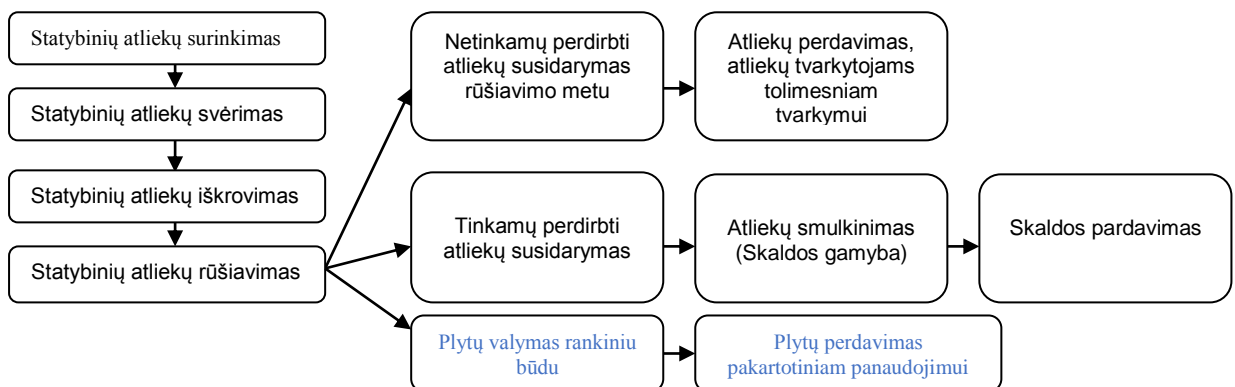 Statybinių atliekų surinkimas
Statybinių atliekų svėrimas
Statybinių atliekų iškrovimas
Statybinių atliekų rūšiavimas
Netinkamų perdirbti
atliekų susidarymas
rūšiavimo metu
Atliekų perdavimas,
atliekų tvarkytojams
tolimesniam
tvarkymui
Tinkamų perdirbti
atliekų susidarymas
Atliekų smulkinimas
(Skaldos gamyba)
Skaldos pardavimas
Plytų valymas rankiniu
būdu
Plytų perdavimas
pakartotiniam panaudojimui